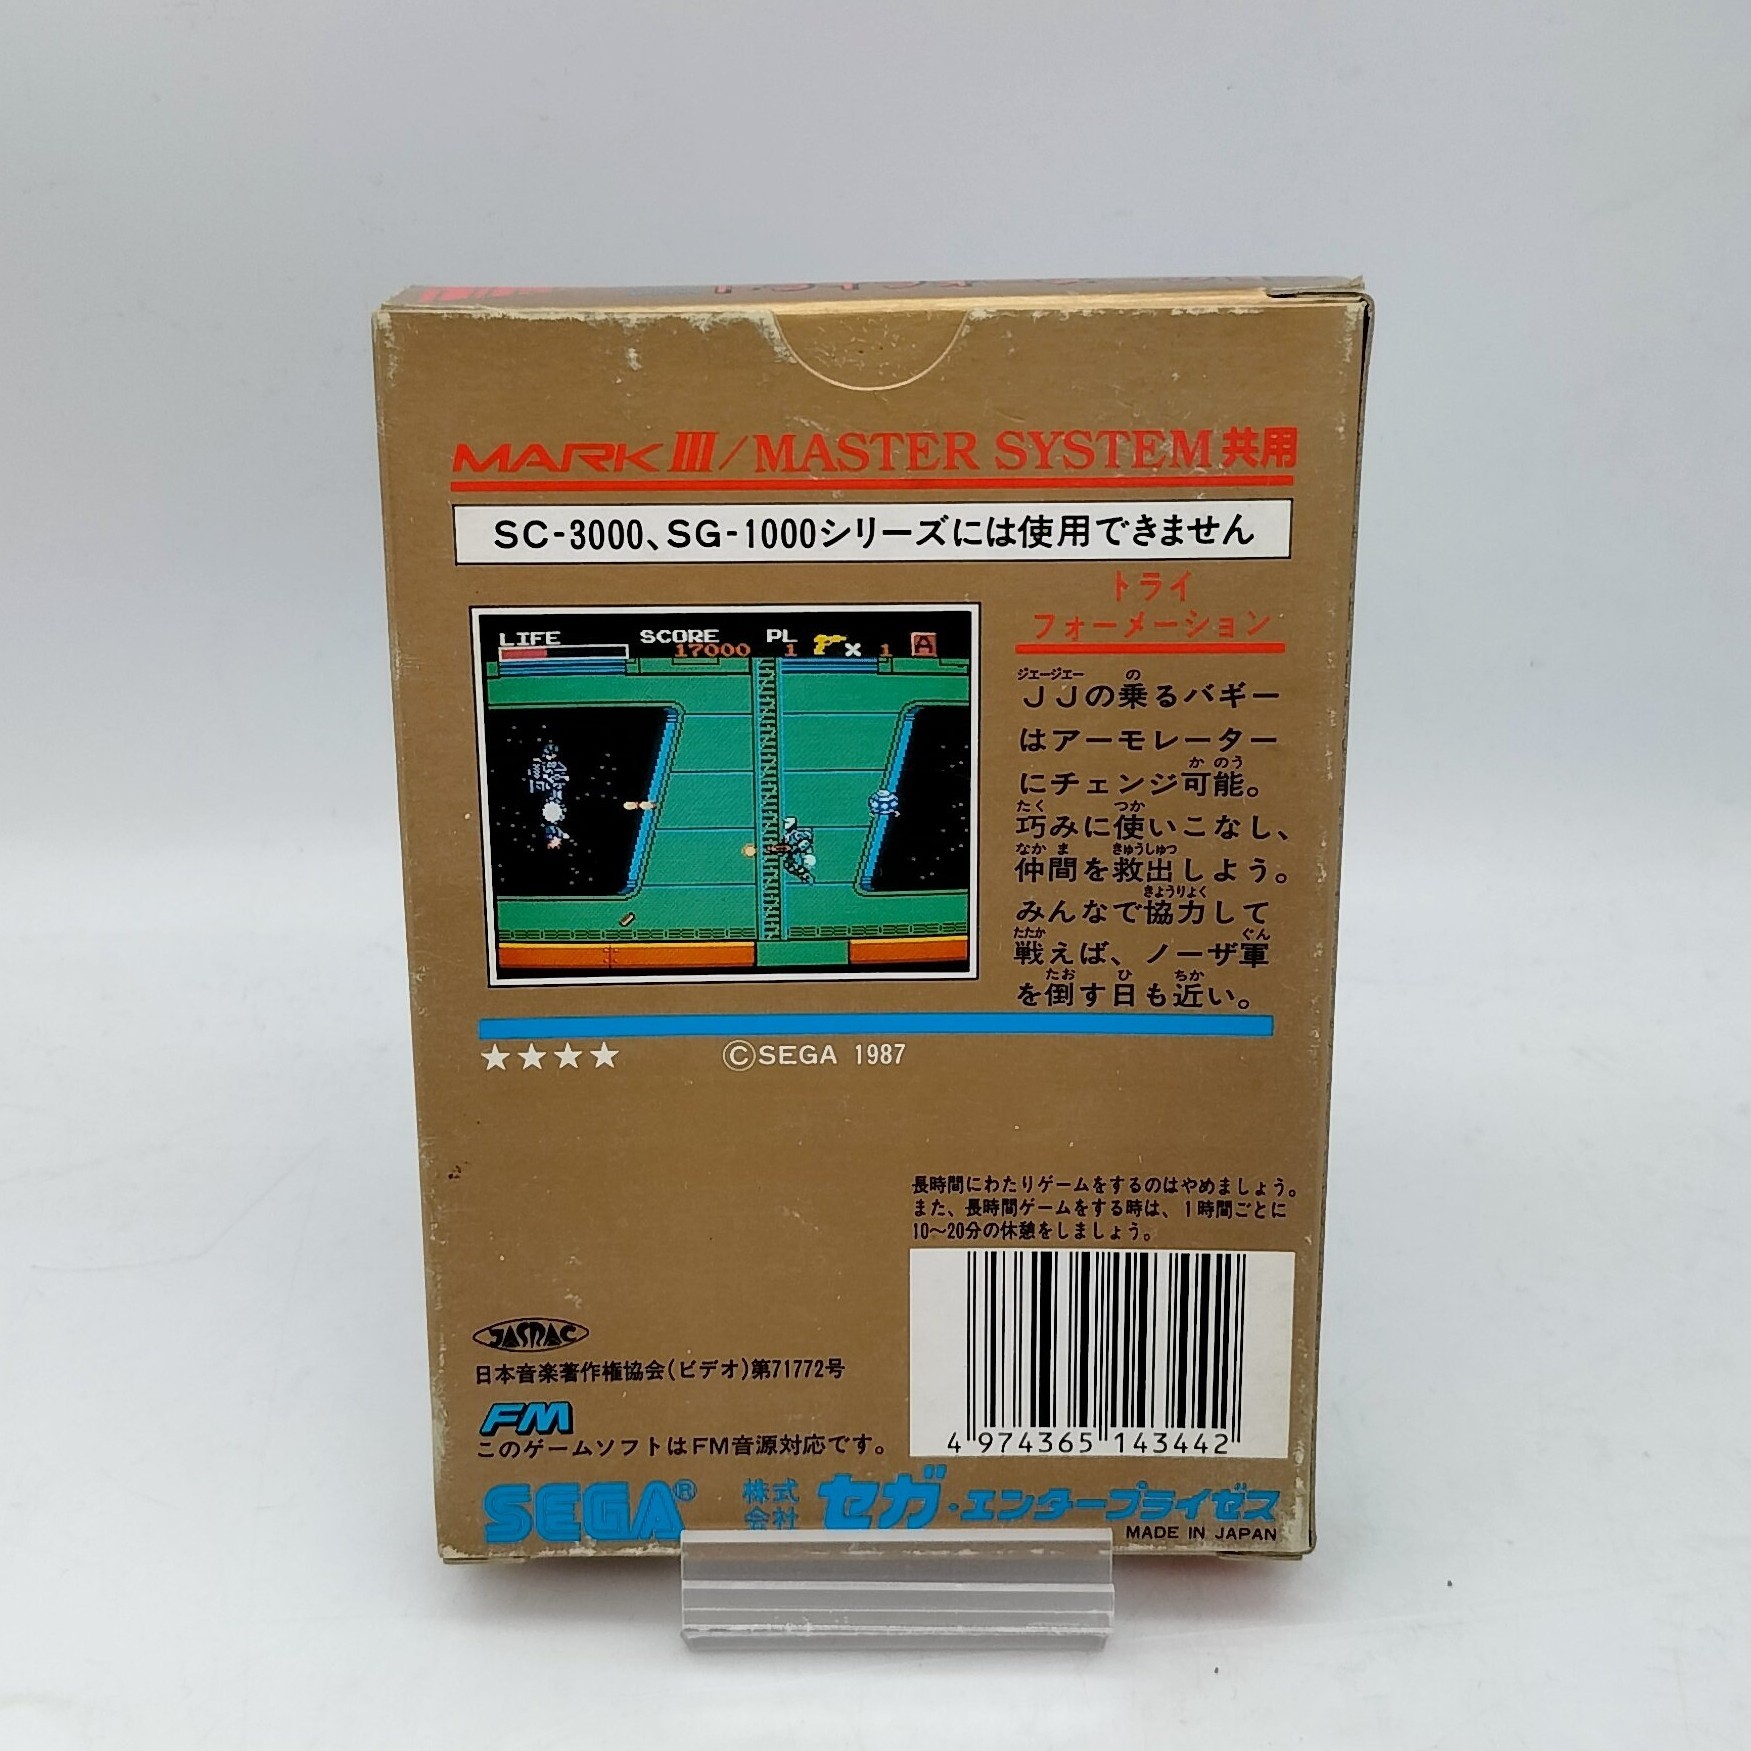 MARK III/MASTER SYSTEM共用
SC-3000、SG-1000シリーズには使用できません
LIFE SCORE PL
17000 1 x 1 A
トライ
フォーメーション
ジェージェー の
JJの乗るバギー
はアーモレーター
か のう
にチェンジ可能。
たく つか
巧みに使いこなし、
なか ま きゅうしゅつ
仲間を救出しよう。
きょうりょく
みんなで協力して
たたか ぐん
戦えば、ノーザ軍
たお ひ ちか
を倒す日も近い。
★★★★ ©SEGA 1987
長時間にわたりゲームをするのはやめましょう。
また、長時間ゲームをする時は、1時間ごとに
10〜20分の休憩をしましょう。
JASRAC
日本音楽著作権協会(ビデオ)第71772号
FM
このゲームソフトはFM音源対応です。
4 974365 143442
SEGA® 株式会社 セガ・エンタープライゼス
MADE IN JAPAN